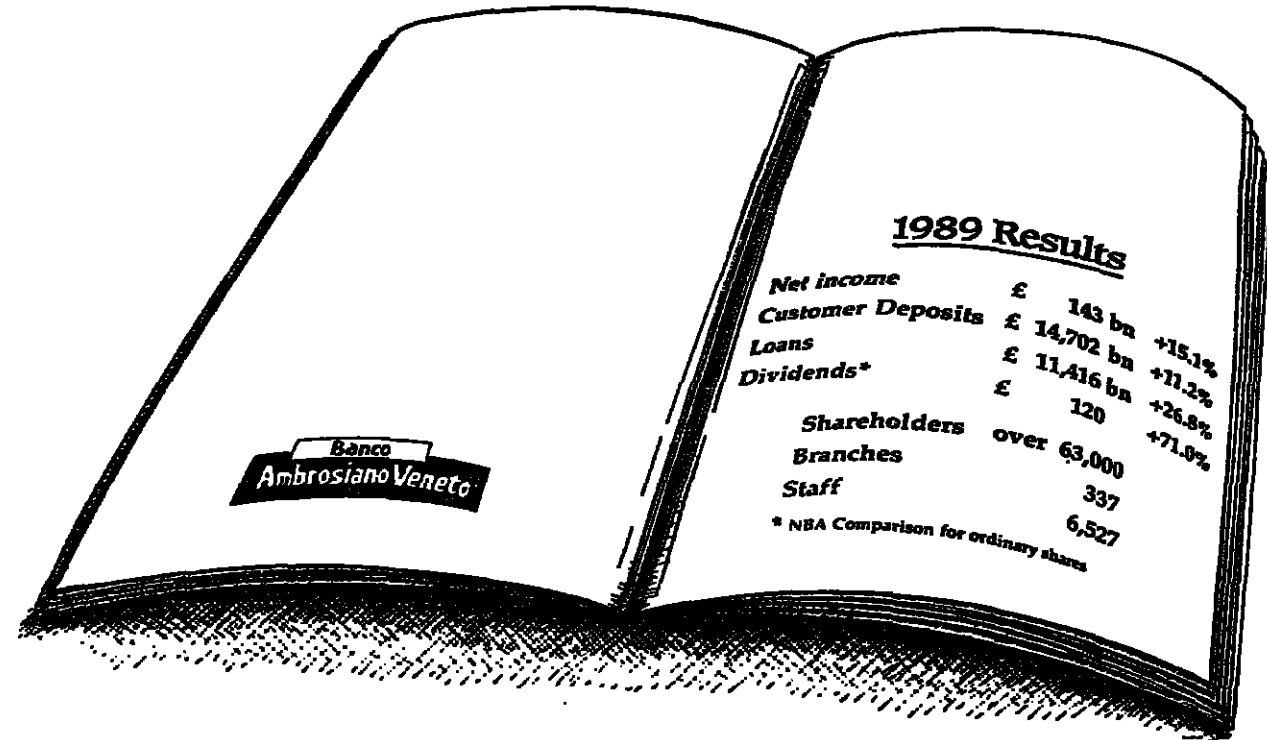 Banco
Ambrosiano Veneto
1989 Results
Net income £ 143 bn +15.1%
Customer Deposits £ 14,702 bn +11.2%
Loans £ 11,416 bn +26.8%
Dividends* £ 120 +71.0%
Shareholders over 63,000
Branches 337
Staff 6,527
* NBA Comparison for ordinary shares